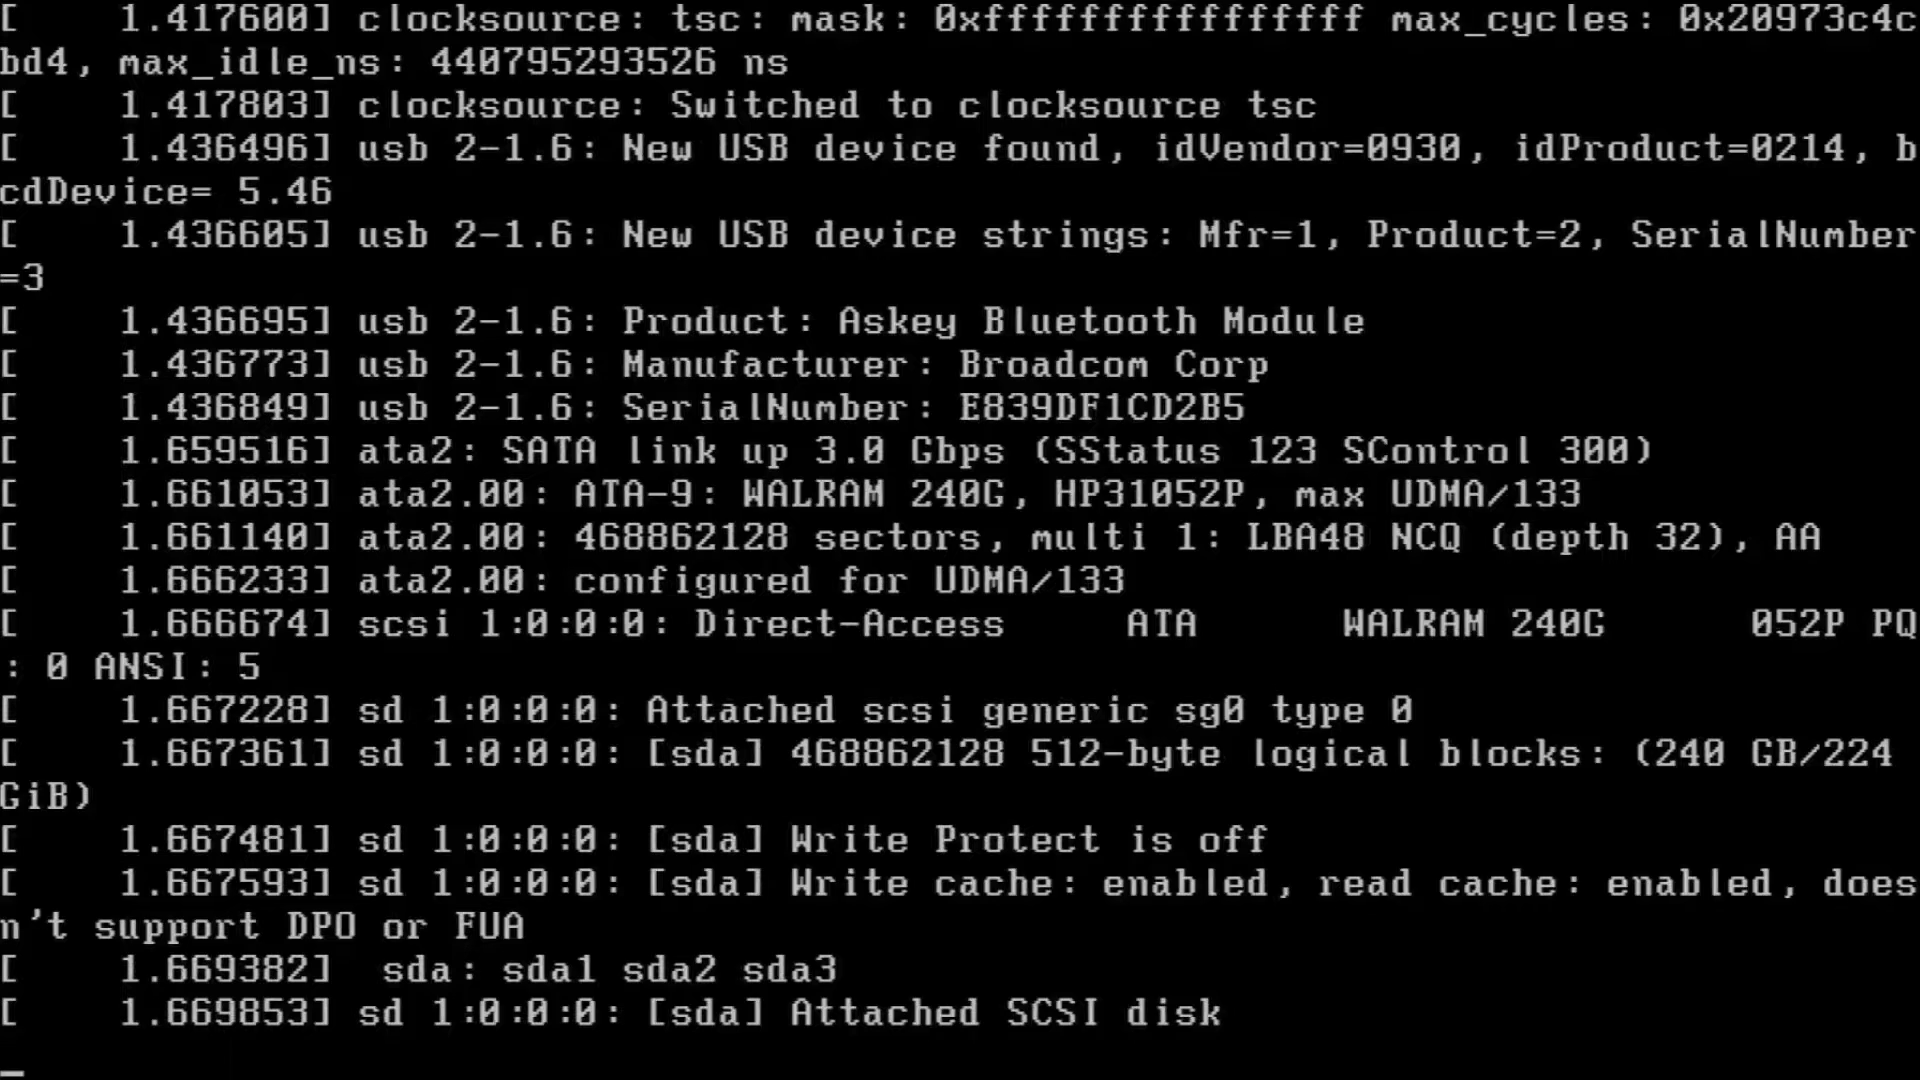 [    1.417600] clocksource: tsc: mask: 0xffffffffffffffff max_cycles: 0x20973c4c
bd4, max_idle_ns: 440795293526 ns
[    1.417803] clocksource: Switched to clocksource tsc
[    1.436496] usb 2-1.6: New USB device found, idVendor=0930, idProduct=0214, b
cdDevice= 5.46
[    1.436605] usb 2-1.6: New USB device strings: Mfr=1, Product=2, SerialNumber
=3
[    1.436695] usb 2-1.6: Product: Askey Bluetooth Module
[    1.436773] usb 2-1.6: Manufacturer: Broadcom Corp
[    1.436849] usb 2-1.6: SerialNumber: E839DF1CD2B5
[    1.659516] ata2: SATA link up 3.0 Gbps (SStatus 123 SControl 300)
[    1.661053] ata2.00: ATA-9: WALRAM 240G, HP31052P, max UDMA/133
[    1.661140] ata2.00: 468862128 sectors, multi 1: LBA48 NCQ (depth 32), AA
[    1.666233] ata2.00: configured for UDMA/133
[    1.666674] scsi 1:0:0:0: Direct-Access     ATA      WALRAM 240G      052P PQ
: 0 ANSI: 5
[    1.667228] sd 1:0:0:0: Attached scsi generic sg0 type 0
[    1.667361] sd 1:0:0:0: [sda] 468862128 512-byte logical blocks: (240 GB/224
GiB)
[    1.667481] sd 1:0:0:0: [sda] Write Protect is off
[    1.667593] sd 1:0:0:0: [sda] Write cache: enabled, read cache: enabled, does
n't support DPO or FUA
[    1.669382]  sda: sda1 sda2 sda3
[    1.669853] sd 1:0:0:0: [sda] Attached SCSI disk
_